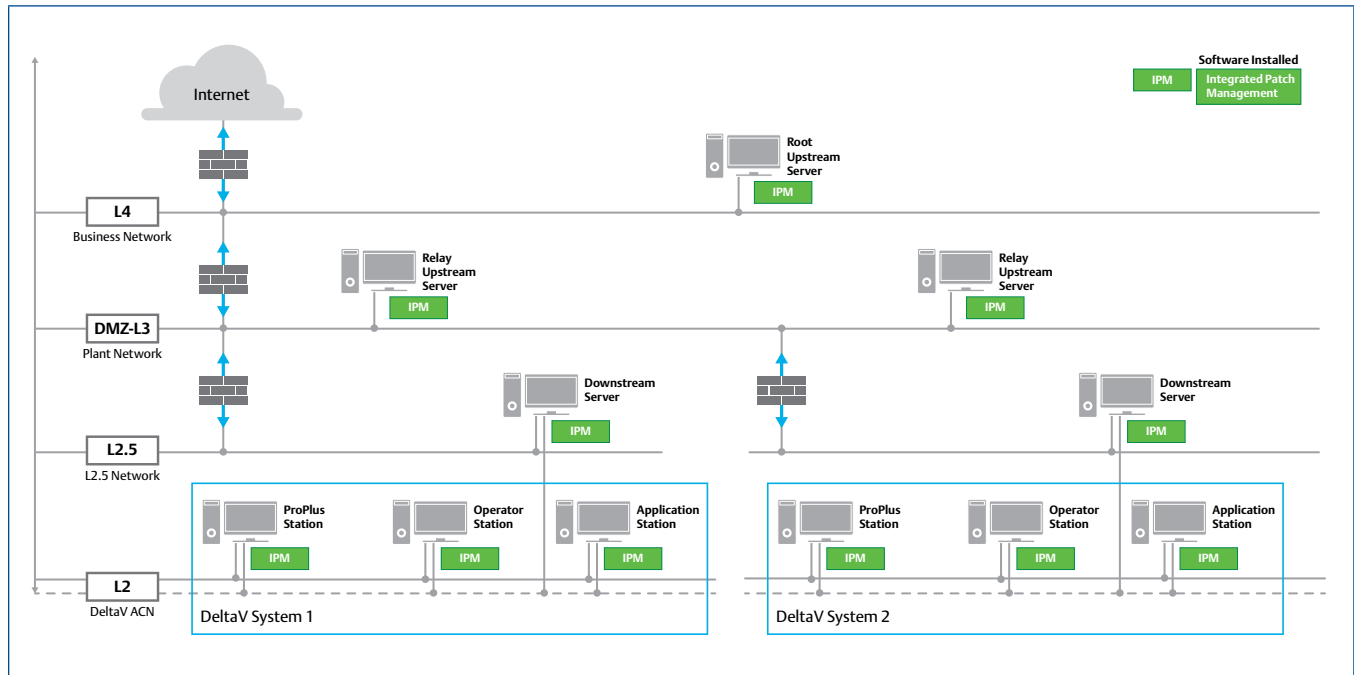 Software Installed
IPM
Integrated Patch
Management
Internet
Root
Upstream
Server
IPM
L4
Business Network
Relay
Upstream
Server
IPM
Relay
Upstream
Server
IPM
DMZ-L3
Plant Network
Downstream
Server
IPM
Downstream
Server
IPM
L2.5
L2.5 Network
ProPlus
Station
IPM
Operator
Station
IPM
Application
Station
IPM
ProPlus
Station
IPM
Operator
Station
IPM
Application
Station
IPM
L2
DeltaV ACN
DeltaV System 1
DeltaV System 2